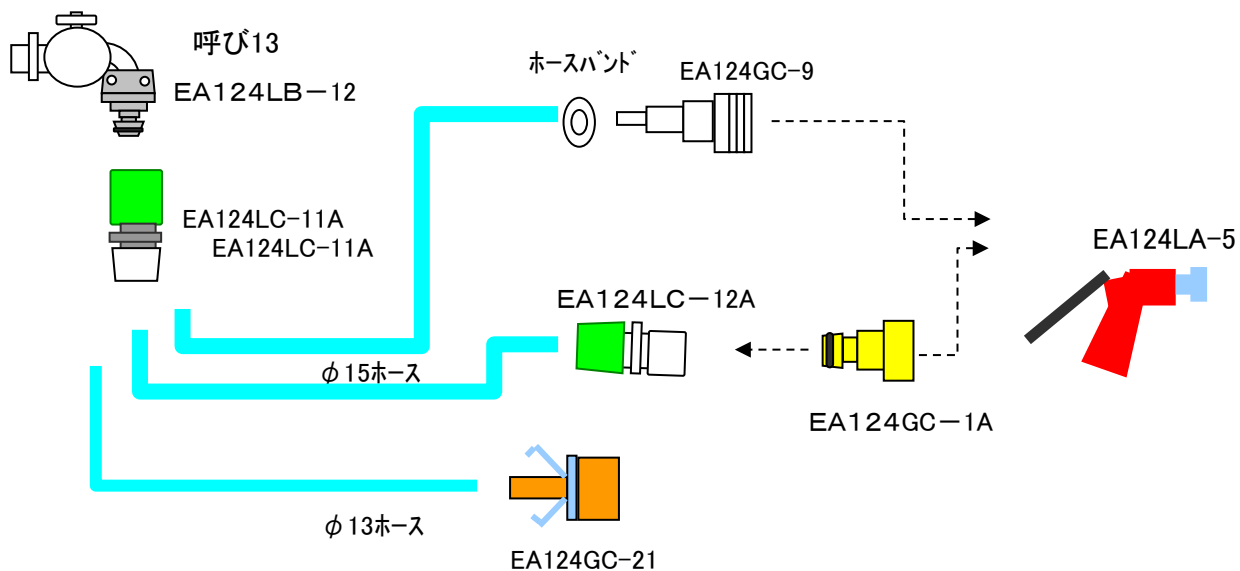 呼び13
EA124LB－12
ﾎｰｽﾊﾞﾝﾄﾞ
EA124GC-9
EA124LC-11A
EA124LC-11A
EA124LA-5
EA124LC－12A
φ15ﾎｰｽ
EA124GC－1A
φ13ﾎｰｽ
EA124GC-21